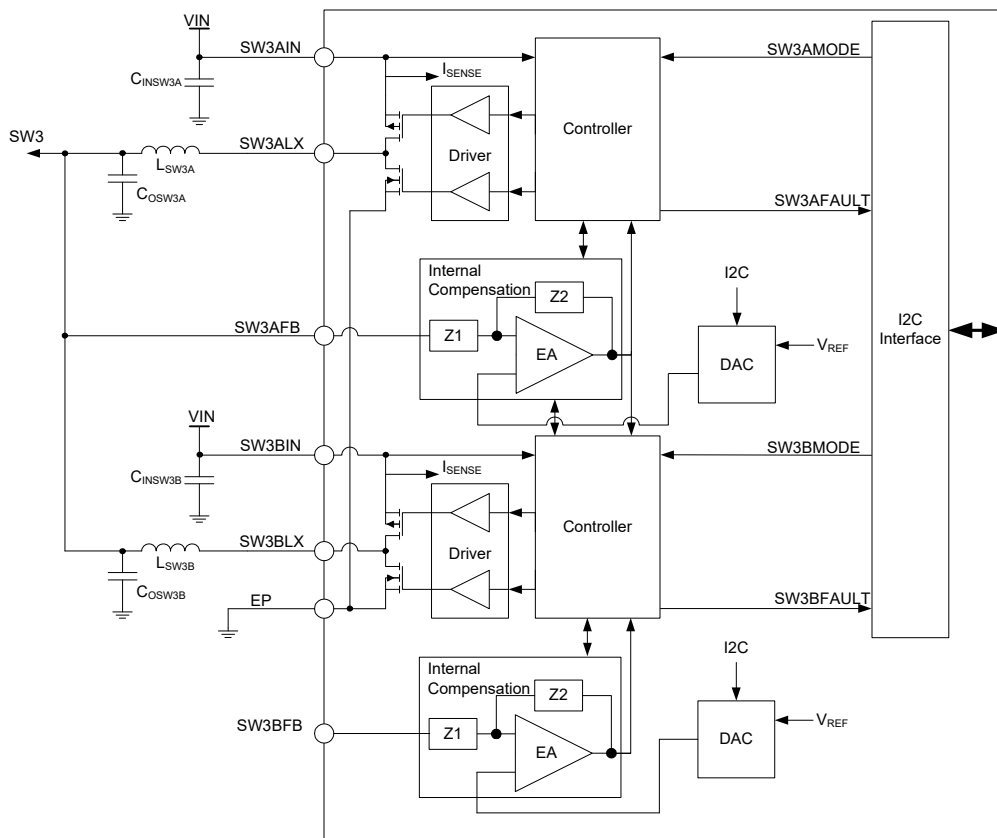 VIN
SW3AIN
CINSW3A
ISENSE
SW3AMODE
Controller
SW3
SW3ALX
LSW3A
COSW3A
Driver
SW3AFAULT
Internal
Compensation
Z2
I2C
SW3AFB
Z1
EA
DAC
VREF
I2C
Interface
VIN
SW3BIN
CINSW3B
ISENSE
SW3BMODE
Controller
SW3BLX
LSW3B
COSW3B
Driver
EP
SW3BFAULT
Internal
Compensation
Z2
I2C
SW3BFB
Z1
EA
DAC
VREF